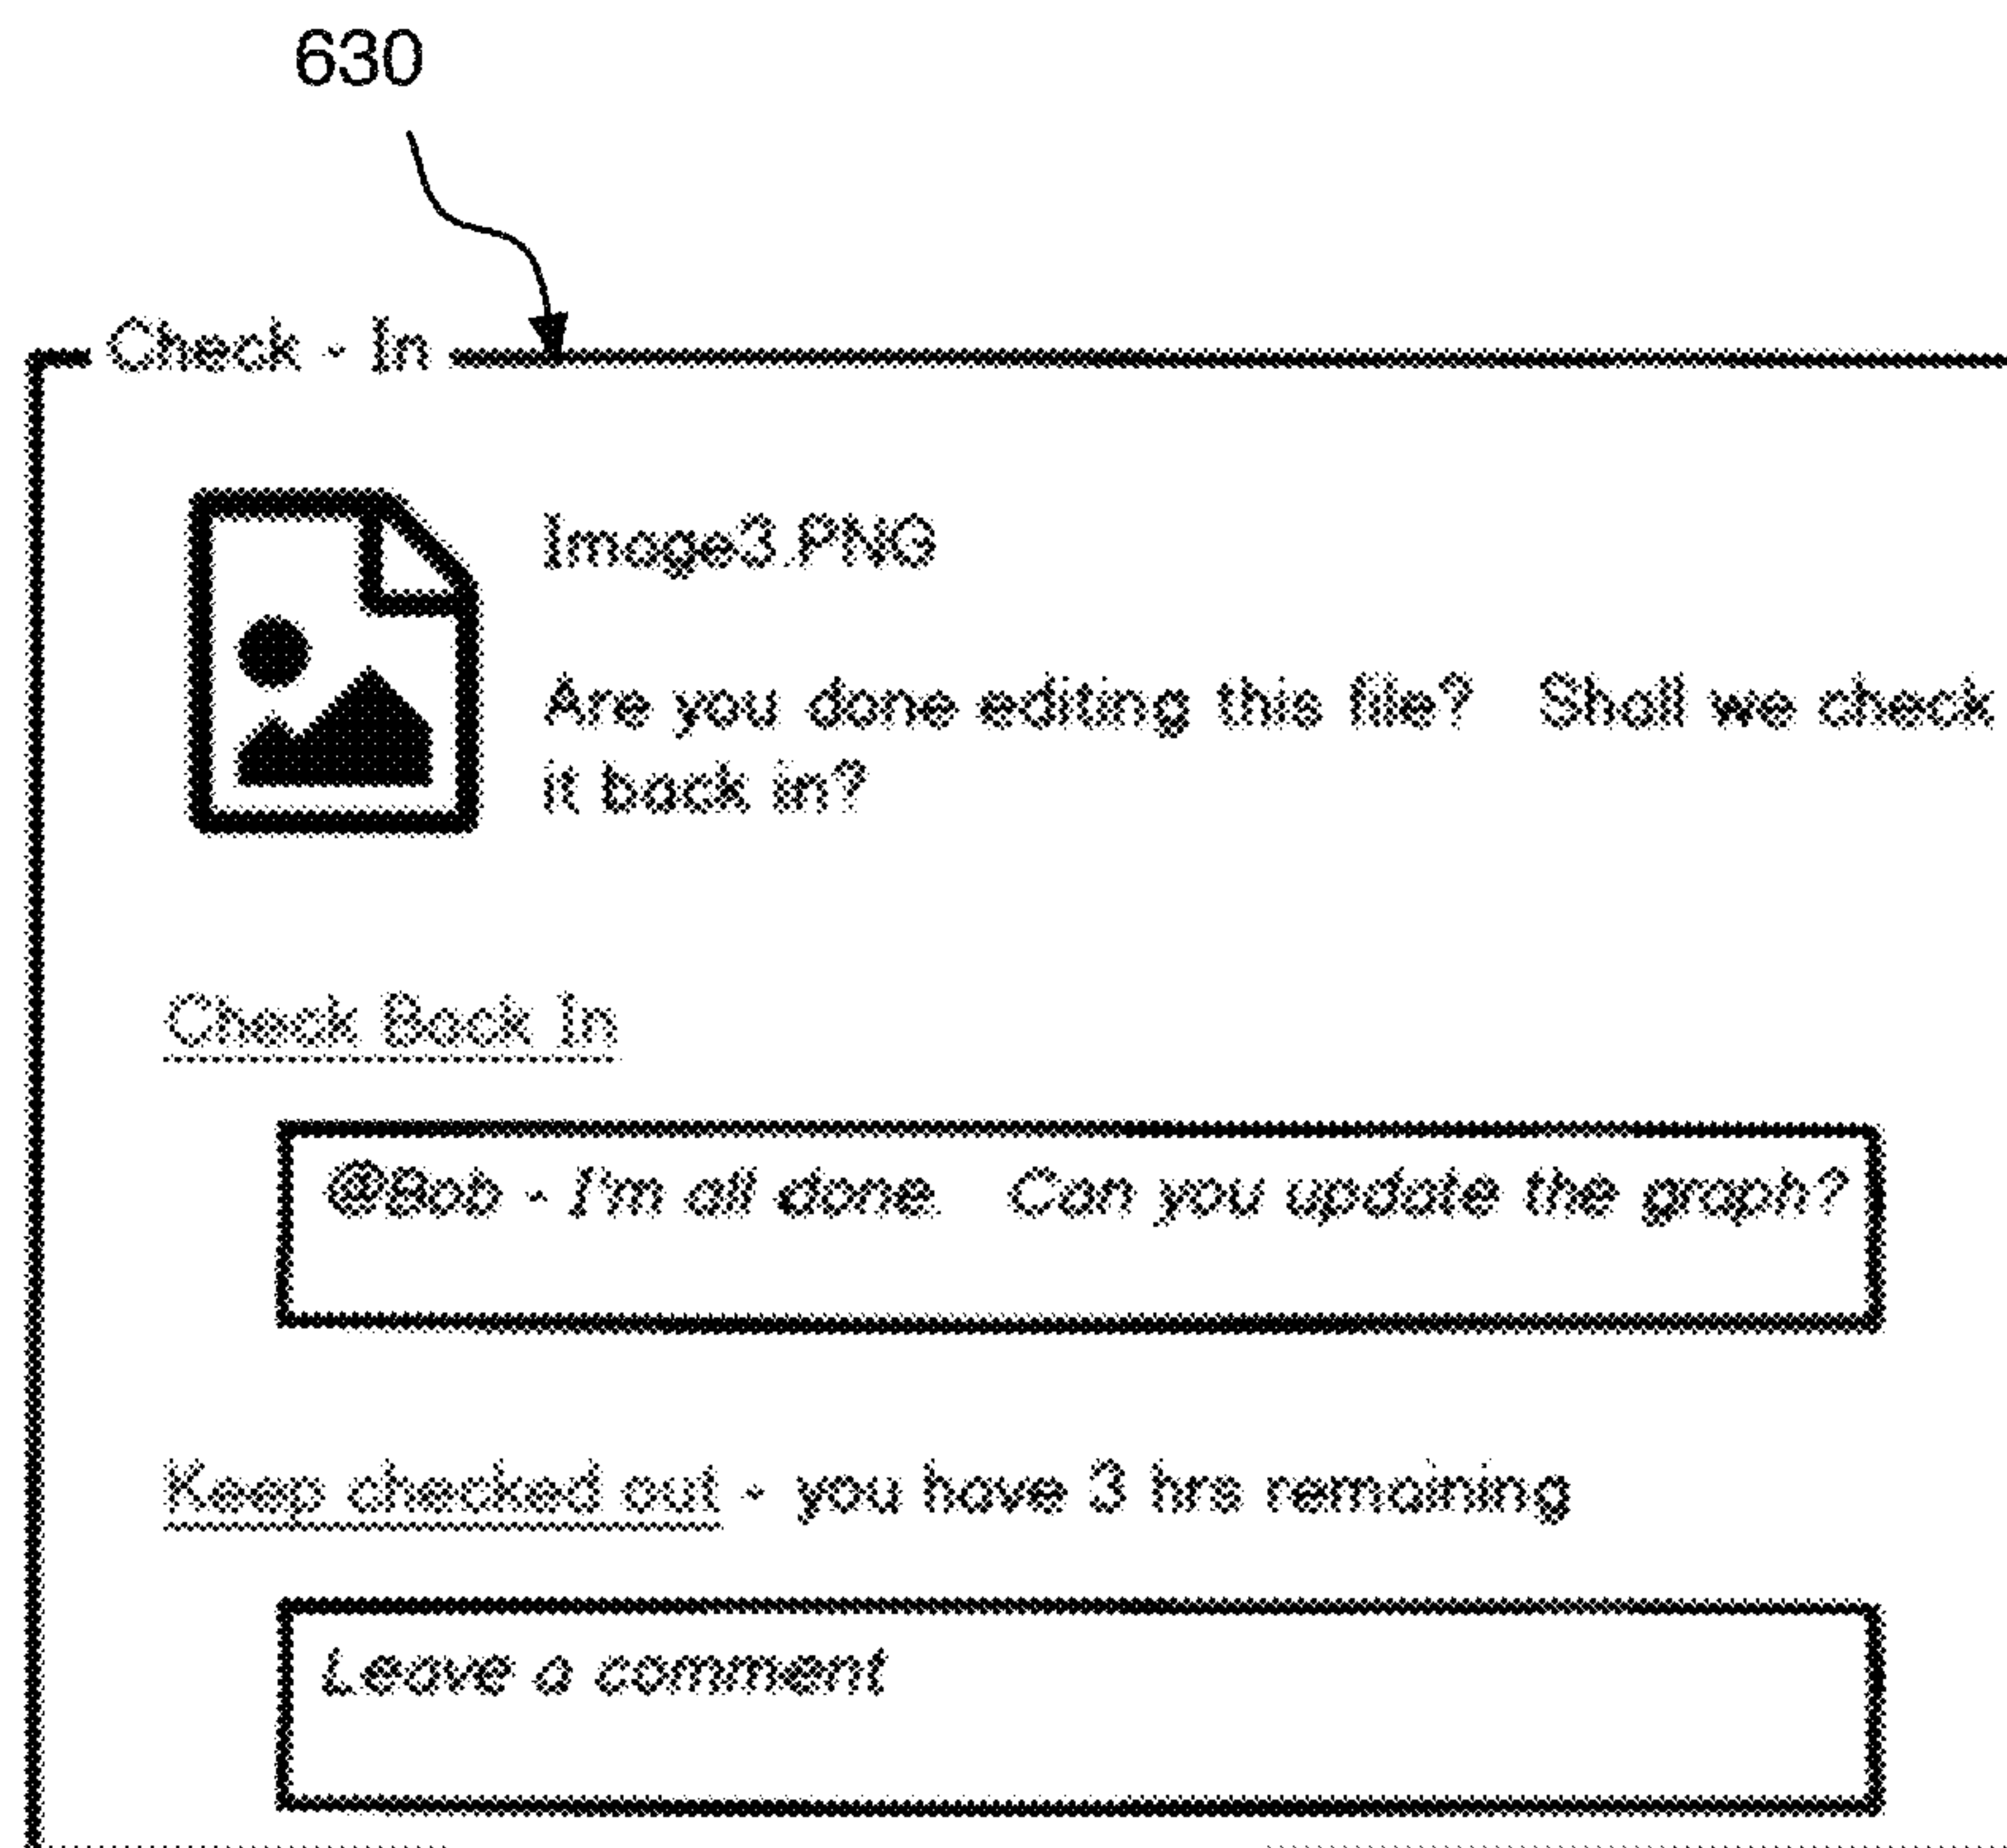 630
Check - In
Image3.PNG
Are you done editing this file? Shall we check
it back in?
Check Back In
@Bob - I'm all done. Can you update the graph?
Keep checked out - you have 3 hrs remaining
Leave a comment